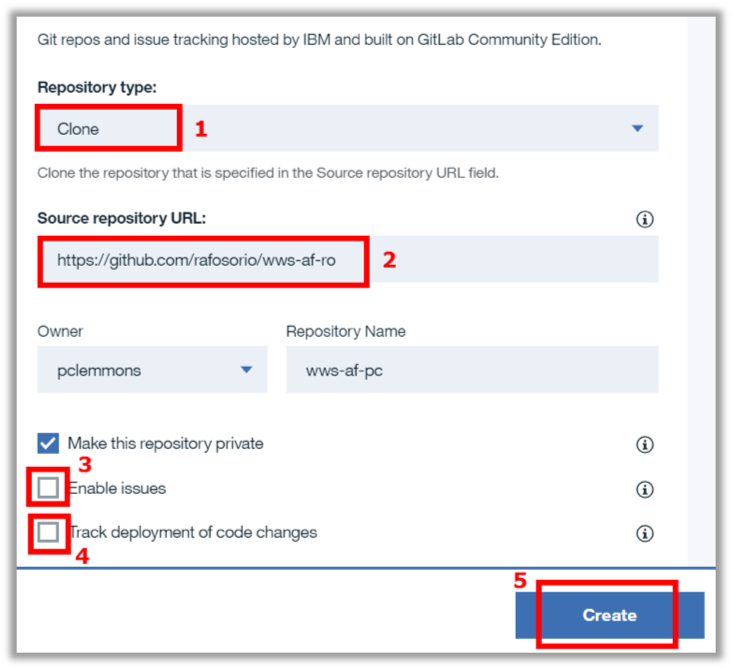 Git repos and issue tracking hosted by IBM and built on GitLab Community Edition.
Repository type:
Clone 1
Clone the repository that is specified in the Source repository URL field.
Source repository URL:
https://github.com/rafosorio/wws-af-ro 2
Owner Repository Name
pclemmons wws-af-pc
Make this repository private
3
Enable issues
Track deployment of code changes
4
5
Create